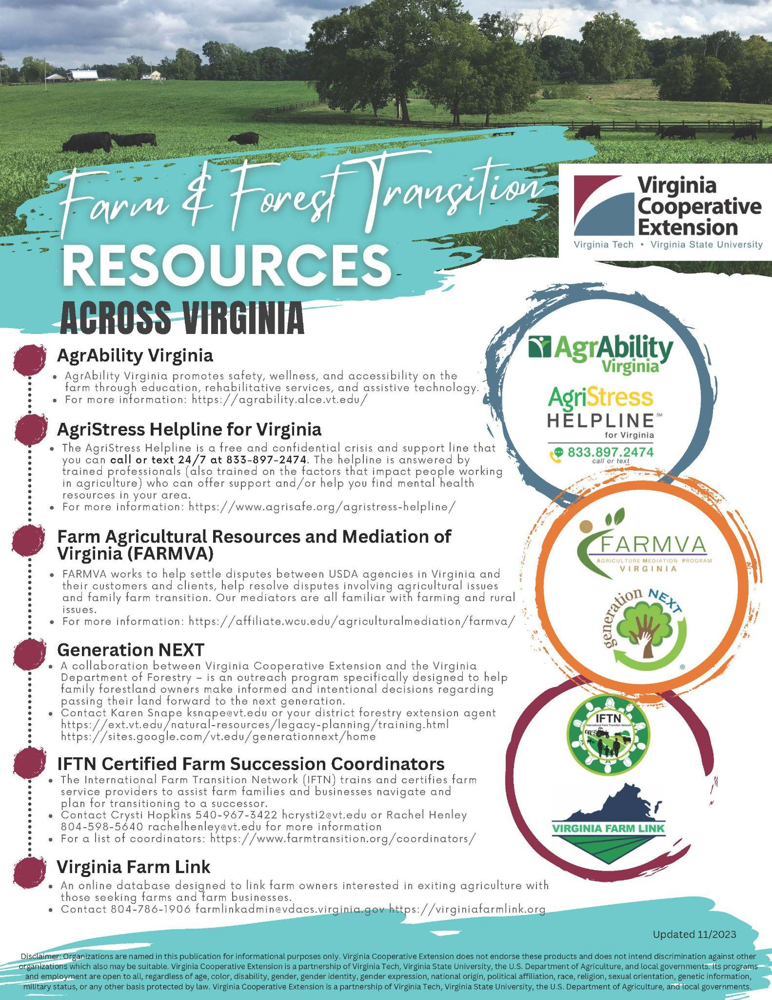 Farm & Forest Transition
RESOURCES
ACROSS VIRGINIA
Virginia
Cooperative
Extension
Virginia Tech • Virginia State University
AgrAbility Virginia
• AgrAbility Virginia promotes safety, wellness, and accessibility on the
farm through education, rehabilitative services, and assistive technology.
• For more information: https://agrability.alce.vt.edu/
AgriStress Helpline for Virginia
• The AgriStress Helpline is a free and confidential crisis and support line that
you can call or text 24/7 at 833-897-2474. The helpline is answered by
trained professionals (also trained on the factors that impact people working
in agriculture) who can offer support and/or help you find mental health
resources in your area.
• For more information: https://www.agrisafe.org/agristress-helpline/
Farm Agricultural Resources and Mediation of
Virginia (FARMVA)
• FARMVA works to help settle disputes between USDA agencies in Virginia and
their customers and clients, help resolve disputes involving agricultural issues
and family farm transition. Our mediators are all familiar with farming and rural
issues.
• For more information: https://affiliate.wcu.edu/agriculturalmediation/farmva/
Generation NEXT
• A collaboration between Virginia Cooperative Extension and the Virginia
Department of Forestry – is an outreach program specifically designed to help
family forestland owners make informed and intentional decisions regarding
passing their land forward to the next generation.
• Contact Karen Snape ksnape@vt.edu or your district forestry extension agent
https://ext.vt.edu/natural-resources/legacy-planning/training.html
https://sites.google.com/vt.edu/generationnext/home
IFTN Certified Farm Succession Coordinators
• The International Farm Transition Network (IFTN) trains and certifies farm
service providers to assist farm families and businesses navigate and
plan for transitioning to a successor.
• Contact Crysti Hopkins 540-967-3422 hcrysti2@vt.edu or Rachel Henley
804-598-5640 rachelhenley@vt.edu for more information
• For a list of coordinators: https://www.farmtransition.org/coordinators/
Virginia Farm Link
• An online database designed to link farm owners interested in exiting agriculture with
those seeking farms and farm businesses.
• Contact 804-786-1906 farmlinkadmin@vdacs.virginia.gov https://virginiafarmlink.org
AgrAbility
Virginia
AgriStress
HELPLINE℠
for Virginia
833.897.2474
call or text
FARMVA
AGRICULTURE MEDIATION PROGRAM
VIRGINIA
generation NEXT
®
IFTN
International Farm Transition Network
VIRGINIA FARM LINK
Updated 11/2023
Disclaimer: Organizations are named in this publication for informational purposes only. Virginia Cooperative Extension does not endorse these products and does not intend discrimination against other
organizations which also may be suitable. Virginia Cooperative Extension is a partnership of Virginia Tech, Virginia State University, the U.S. Department of Agriculture, and local governments. Its programs
and employment are open to all, regardless of age, color, disability, gender, gender identity, gender expression, national origin, political affiliation, race, religion, sexual orientation, genetic information,
military status, or any other basis protected by law. Virginia Cooperative Extension is a partnership of Virginia Tech, Virginia State University, the U.S. Department of Agriculture, and local governments.